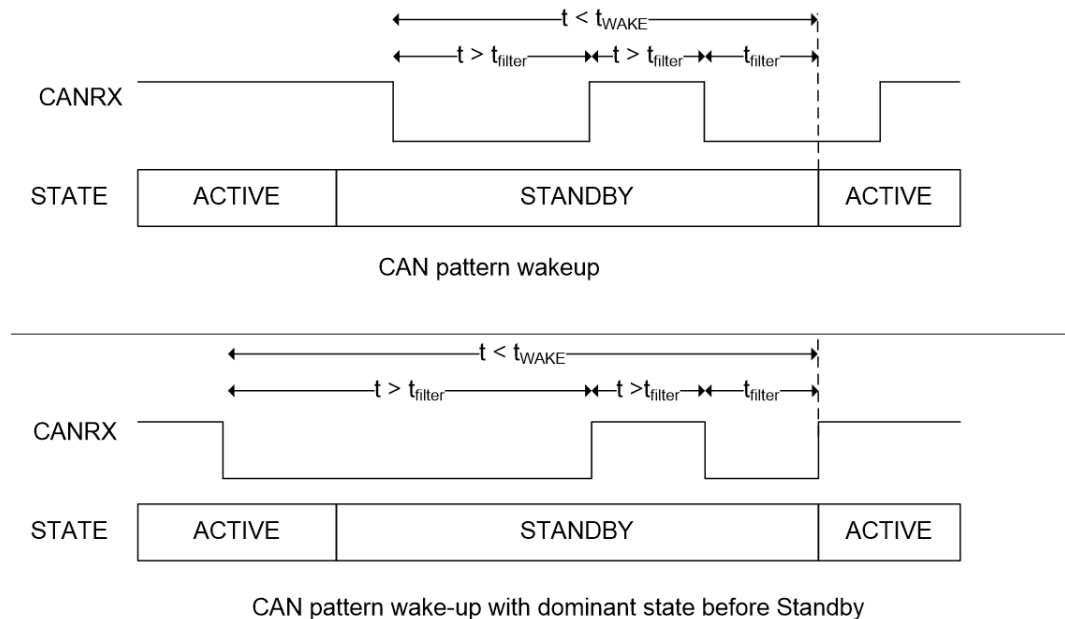 t < tWAKE
t > tfilter t > tfilter tfilter
CANRX
STATE ACTIVE STANDBY ACTIVE
CAN pattern wakeup
t < tWAKE
t > tfilter t >tfilter tfilter
CANRX
STATE ACTIVE STANDBY ACTIVE
CAN pattern wake-up with dominant state before Standby